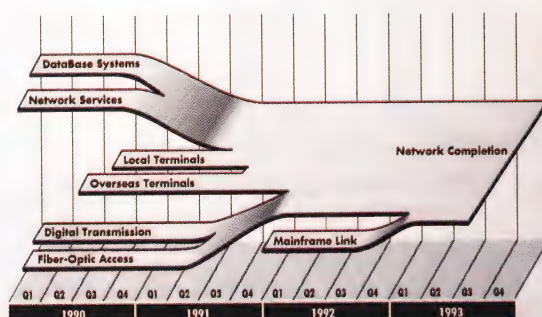 DataBase Systems
Network Services
Local Terminals
Network Completion
Overseas Terminals
Digital Transmission
Mainframe Link
Fiber-Optic Access
Q1 Q2 Q3 Q4 Q1 Q2 Q3 Q4 Q1 Q2 Q3 Q4 Q1 Q2 Q3 Q4
1990 1991 1992 1993